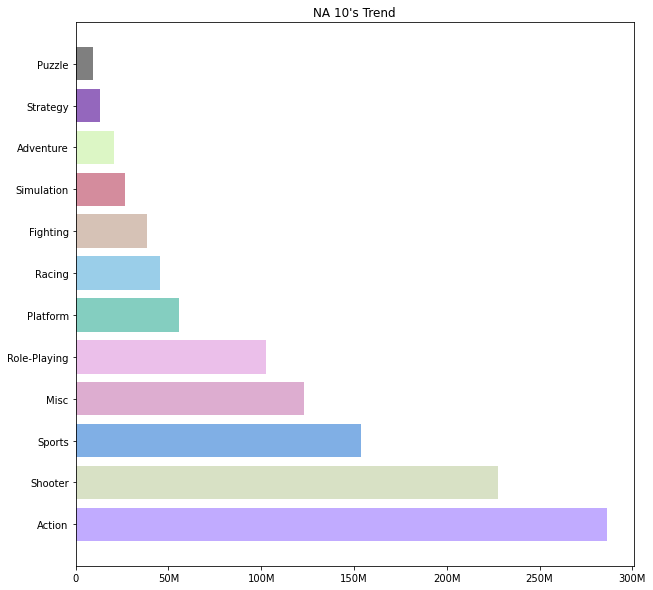 NA 10's Trend
Puzzle
Strategy
Adventure
Simulation
Fighting
Racing
Platform
Role-Playing
Misc
Sports
Shooter
Action
0 50M 100M 150M 200M 250M 300M